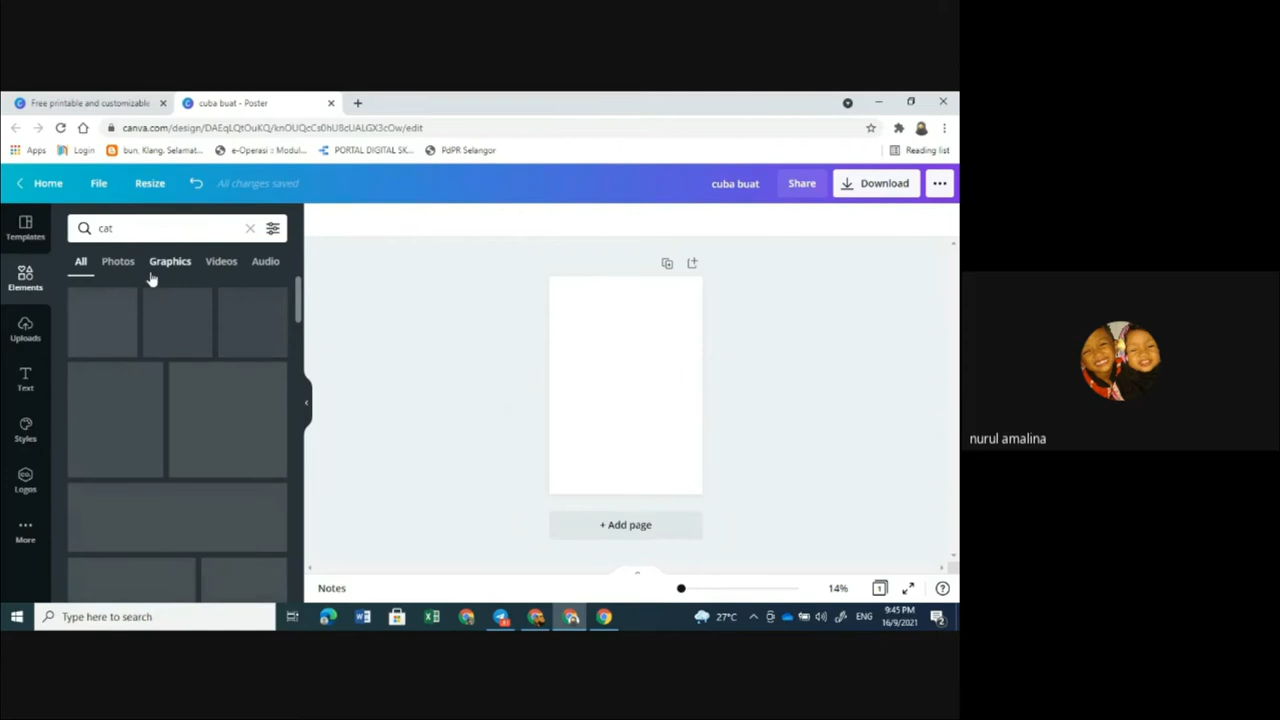 Free printable and customizable
cuba buat - Poster
canva.com/design/DAEqLQtOuKQ/knOUQcCs0hU8cUALGX3cOw/edit
Apps
Login
bun, Klang, Selamat...
e-Operasi :: Modul...
PORTAL DIGITAL SK...
PdPR Selangor
Reading list
Home
File
Resize
All changes saved
cuba buat
Share
Download
Templates
Elements
Uploads
Text
Styles
CO.
Logos
More
cat
All
Photos
Graphics
Videos
Audio
+ Add page
Notes
14%
1
Type here to search
27°C
ENG
9:45 PM
16/9/2021
2
nurul amalina